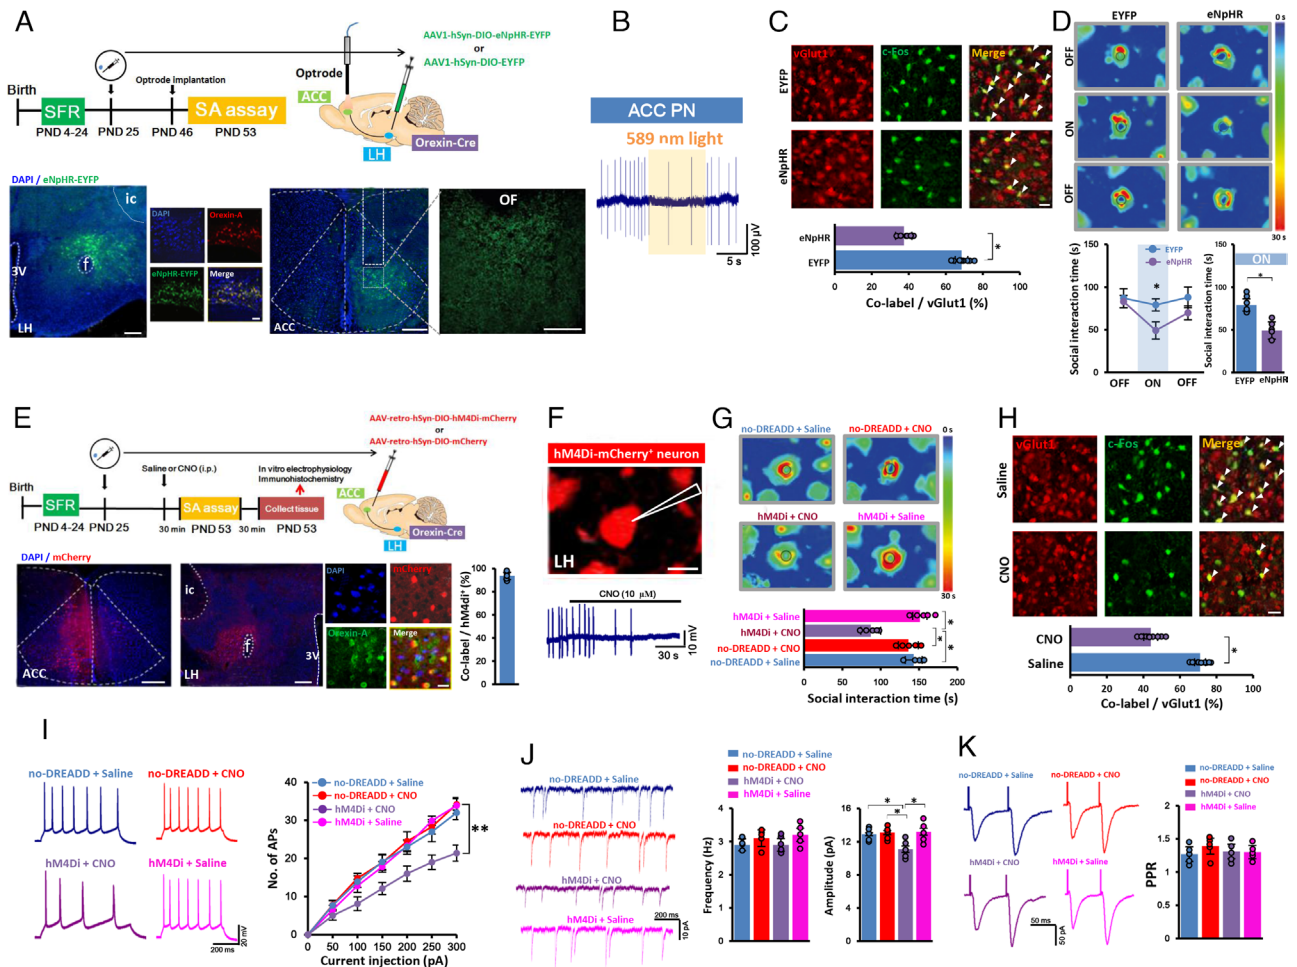 A
AAV1-hSyn-DIO-eNpHR-EYFP
or
AAV1-hSyn-DIO-EYFP
Optrode implantation
Optrode
ACC
Birth
SFR
SA assay
PND 4-24
PND 25
PND 46
PND 53
LH
Orexin-Cre
DAPI / eNpHR-EYFP
ic
3V
f
LH
DAPI
Orexin-A
eNpHR-EYFP
Merge
ACC
OF
B
ACC PN
589 nm light
100 µV
5 s
C
vGlut1
c-Fos
Merge
EYFP
eNpHR
eNpHR
EYFP
*
0 20 40 60 80 100
Co-label / vGlut1 (%)
D
EYFP
eNpHR
OFF
ON
OFF
0 s
30 s
EYFP
eNpHR
*
Social interaction time (s)
150
100
50
0
OFF ON OFF
ON
*
Social interaction time (s)
150
100
50
0
EYFP eNpHR
E
AAV-retro-hSyn-DIO-hM4Di-mCherry
or
AAV-retro-hSyn-DIO-mCherry
Saline or CNO (i.p.)
In vitro electrophysiology
Immunohistochemistry
ACC
Birth
SFR
SA assay
Collect tissue
PND 4-24
PND 25
30 min
PND 53
30 min
PND 53
LH
Orexin-Cre
DAPI / mCherry
ACC
ic
f
3V
LH
DAPI
mCherry
Orexin-A
Merge
Co-label / hM4di⁺ (%)
100
80
60
40
20
0
F
hM4Di-mCherry⁺ neuron
LH
CNO (10 µM)
10 mV
30 s
G
no-DREADD + Saline
no-DREADD + CNO
hM4Di + CNO
hM4Di + Saline
0 s
30 s
hM4Di + Saline
hM4Di + CNO
no-DREADD + CNO
no-DREADD + Saline
*
*
*
0 50 100 150 200
Social interaction time (s)
H
vGlut1
c-Fos
Merge
Saline
CNO
CNO
Saline
*
0 20 40 60 80 100
Co-label / vGlut1 (%)
I
no-DREADD + Saline
no-DREADD + CNO
hM4Di + CNO
hM4Di + Saline
20 mV
200 ms
no-DREADD + Saline
no-DREADD + CNO
hM4Di + CNO
hM4Di + Saline
**
No. of APs
40
30
20
10
0
0 50 100 150 200 250 300
Current injection (pA)
J
no-DREADD + Saline
no-DREADD + CNO
hM4Di + CNO
hM4Di + Saline
200 ms
10 pA
no-DREADD + Saline
no-DREADD + CNO
hM4Di + CNO
hM4Di + Saline
Frequency (Hz)
4
3
2
1
0
Amplitude (pA)
16
12
8
4
0
* *
*
K
no-DREADD + Saline
no-DREADD + CNO
hM4Di + CNO
hM4Di + Saline
50 ms
50 pA
no-DREADD + Saline
no-DREADD + CNO
hM4Di + CNO
hM4Di + Saline
PPR
2.0
1.5
1.0
0.5
0